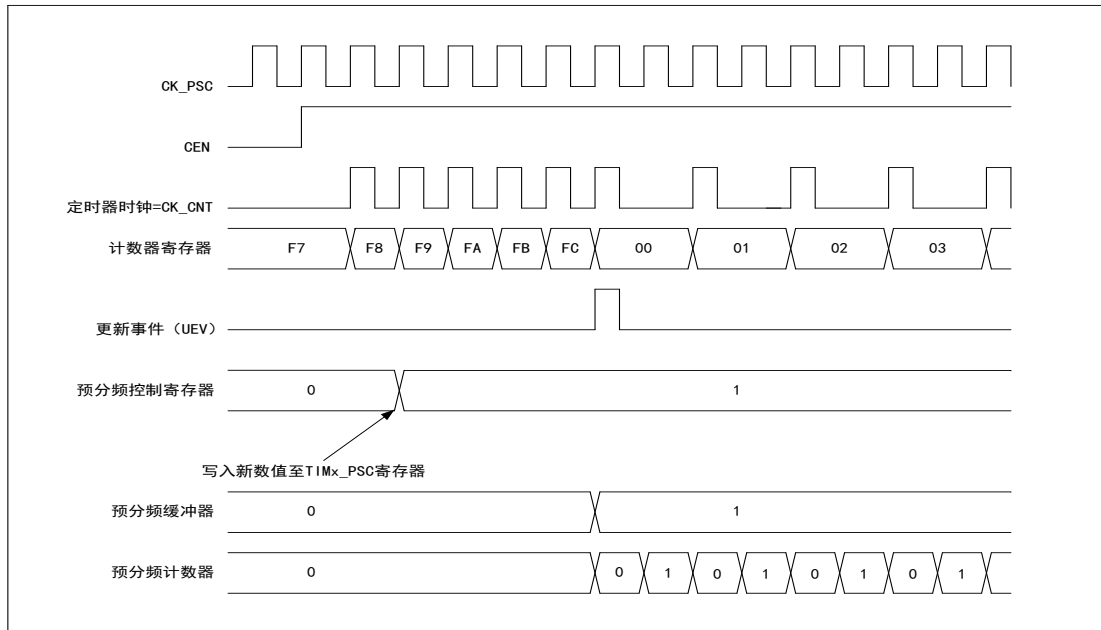 CK_PSC
CEN
定时器时钟=CK_CNT
计数器寄存器 F7 F8 F9 FA FB FC 00 01 02 03
更新事件（UEV）
预分频控制寄存器 0 1
写入新数值至TIMx_PSC寄存器
预分频缓冲器 0 1
预分频计数器 0 0 1 0 1 0 1 0 1